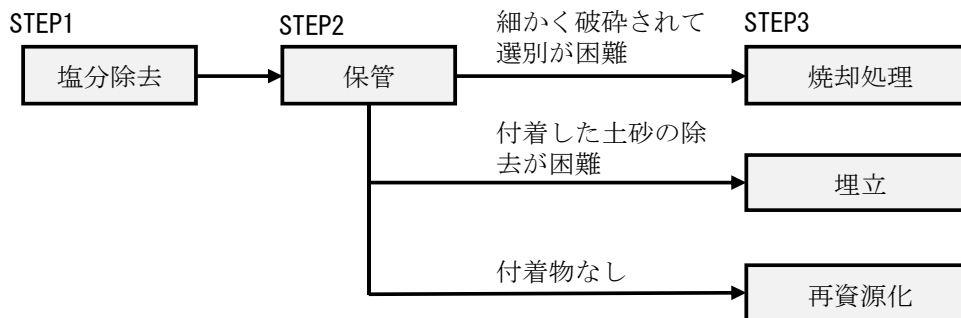 STEP1
塩分除去
STEP2
保管
細かく破砕されて
選別が困難
STEP3
焼却処理
付着した土砂の除
去が困難
埋立
付着物なし
再資源化